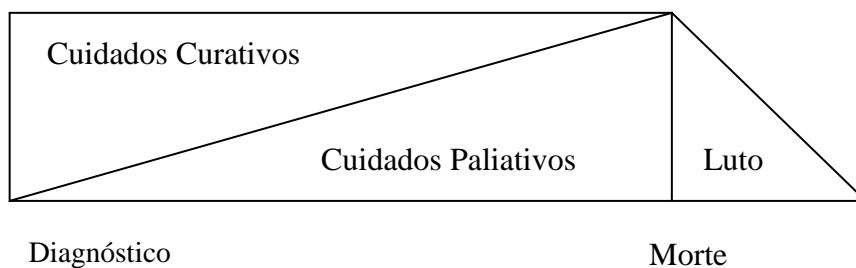 Cuidados Curativos
Cuidados Paliativos
Luto
Diagnóstico
Morte